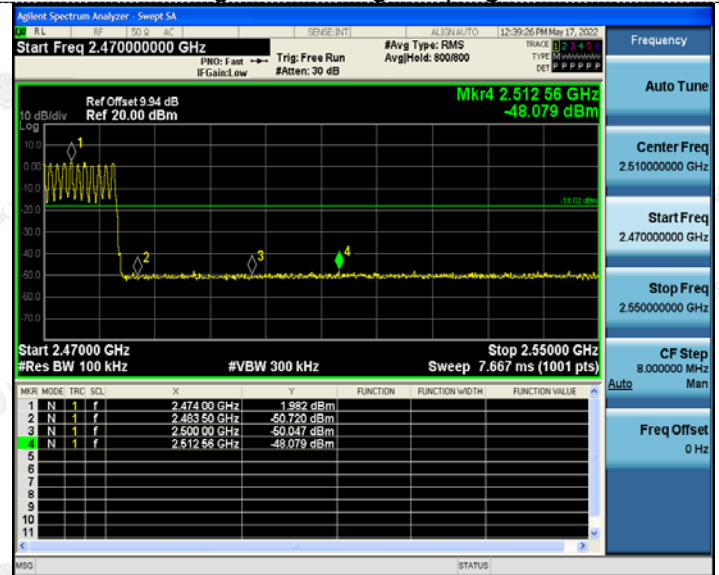 Agilent Spectrum Analyzer - Swept SA
RL RF 50 Ω AC SENSE:INT ALIGN AUTO 12:39:26 PM May 17, 2022
Start Freq 2.470000000 GHz
PNO: Fast
IFGain:Low
Trig: Free Run
#Atten: 30 dB
#Avg Type: RMS
Avg|Hold: 800/800
TRACE 1 2 3 4 5 6
TYPE M
DET P P P P P P
Ref Offset 9.94 dB
10 dB/div Ref 20.00 dBm
Log
Mkr4 2.512 56 GHz
-48.079 dBm
10.0
0.00
-10.0
-20.0
-30.0
-40.0
-50.0
-60.0
-70.0
1
2
3
4
-18.02 dBm
Start 2.47000 GHz Stop 2.55000 GHz
#Res BW 100 kHz #VBW 300 kHz Sweep 7.667 ms (1001 pts)
MKR MODE TRC SCL X Y FUNCTION FUNCTION WIDTH FUNCTION VALUE
1 N 1 f 2.474 00 GHz 1.982 dBm
2 N 1 f 2.483 50 GHz -50.720 dBm
3 N 1 f 2.500 00 GHz -50.047 dBm
4 N 1 f 2.512 56 GHz -48.079 dBm
5
6
7
8
9
10
11
MSG STATUS
Frequency
Auto Tune
Center Freq
2.510000000 GHz
Start Freq
2.470000000 GHz
Stop Freq
2.550000000 GHz
CF Step
8.000000 MHz
Auto Man
Freq Offset
0 Hz